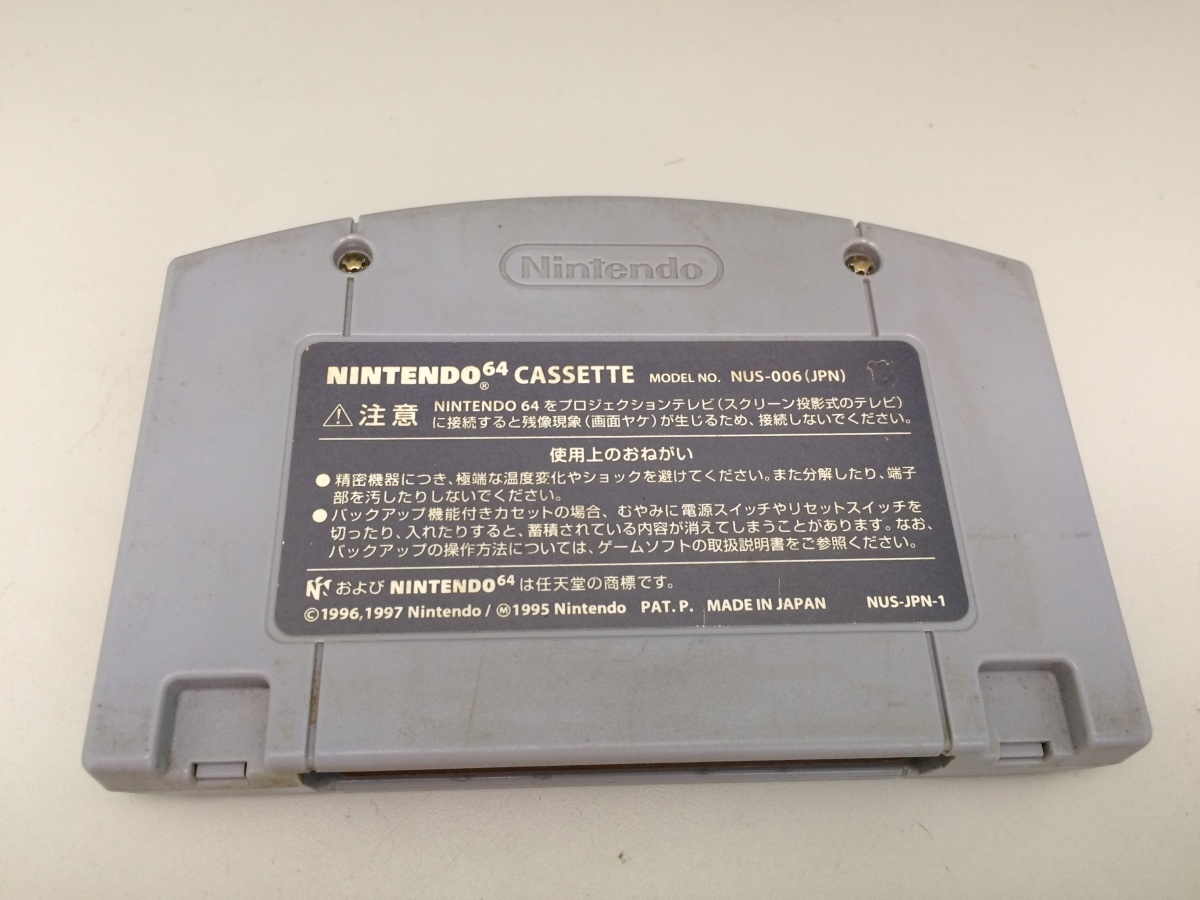 Nintendo
NINTENDO64® CASSETTE MODEL NO. NUS-006(JPN)
⚠注意 NINTENDO 64 をプロジェクションテレビ(スクリーン投影式のテレビ)
に接続すると残像現象(画面ヤケ)が生じるため、接続しないでください。
使用上のおねがい
●精密機器につき、極端な温度変化やショックを避けてください。また分解したり、端子
部を汚したりしないでください。
●バックアップ機能付きカセットの場合、むやみに電源スイッチやリセットスイッチを
切ったり、入れたりすると、蓄積されている内容が消えてしまうことがあります。なお、
バックアップの操作方法については、ゲームソフトの取扱説明書をご参照ください。
および NINTENDO64 は任天堂の商標です。
©1996,1997 Nintendo/Ⓜ1995 Nintendo PAT. P. MADE IN JAPAN NUS-JPN-1